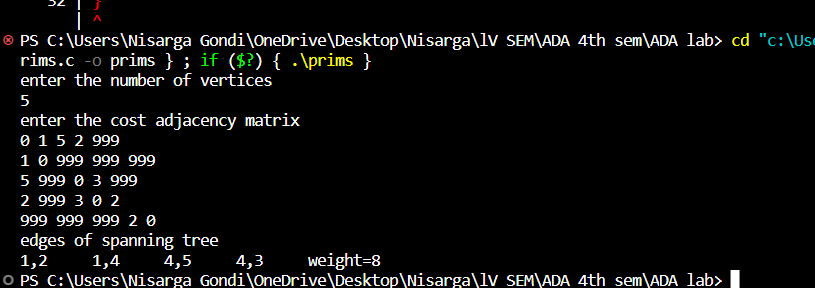 32 | }
| ^
PS C:\Users\Nisarga Gondi\OneDrive\Desktop\Nisarga\lV SEM\ADA 4th sem\ADA lab> cd "c:\Use
rims.c -o prims } ; if ($?) { .\prims }
enter the number of vertices
5
enter the cost adjacency matrix
0 1 5 2 999
1 0 999 999 999
5 999 0 3 999
2 999 3 0 2
999 999 999 2 0
edges of spanning tree
1,2 1,4 4,5 4,3 weight=8
PS C:\Users\Nisarga Gondi\OneDrive\Desktop\Nisarga\lV SEM\ADA 4th sem\ADA lab>